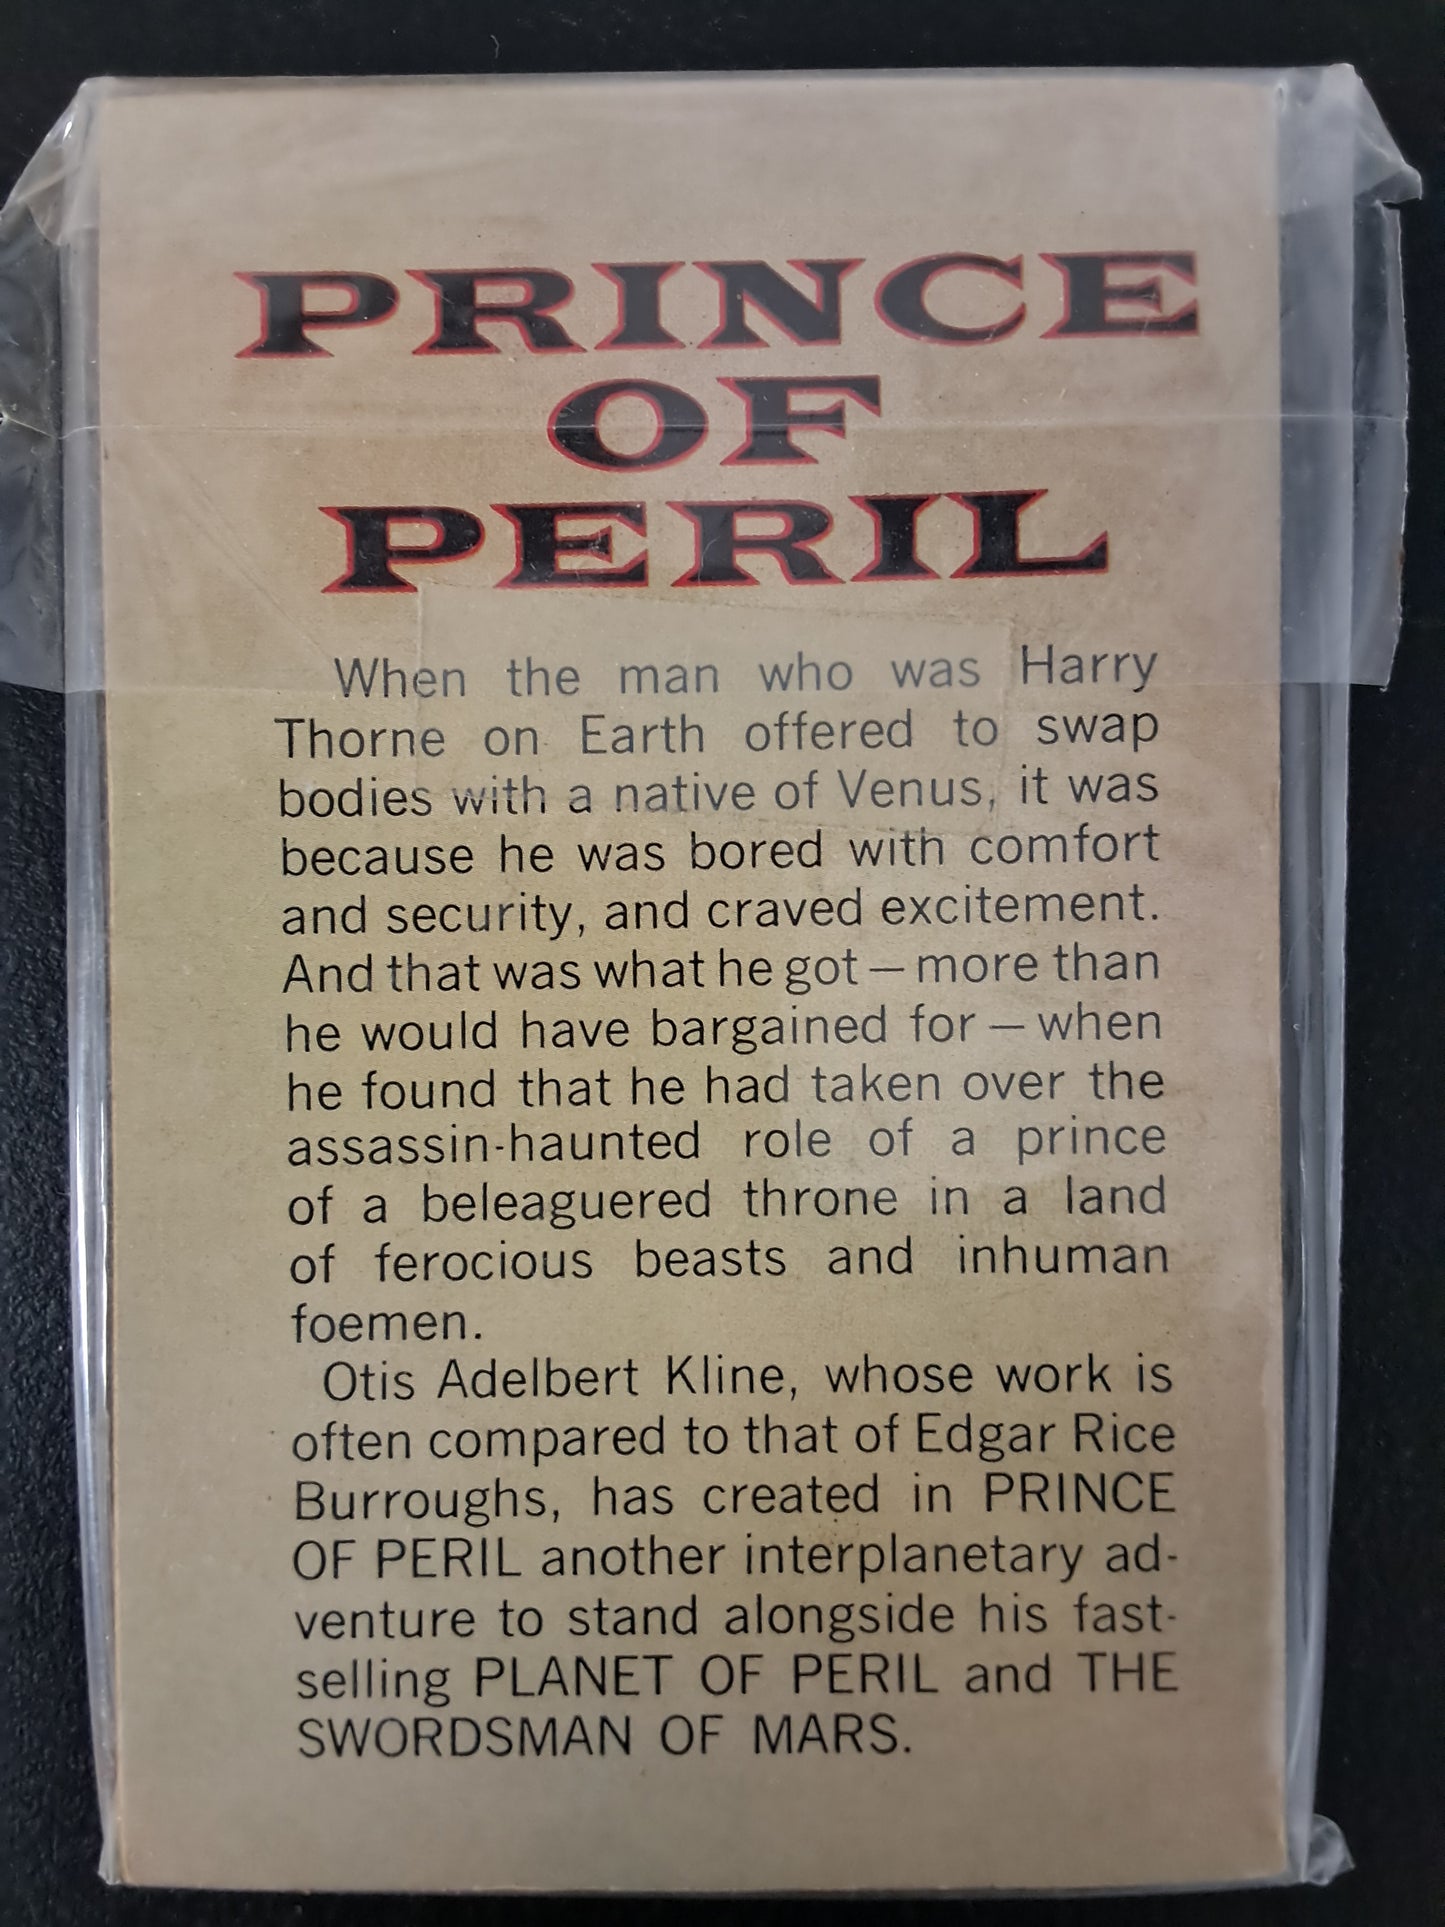 PRINCE
OF
PERIL
When the man who was Harry
Thorne on Earth offered to swap
bodies with a native of Venus, it was
because he was bored with comfort
and security, and craved excitement.
And that was what he got — more than
he would have bargained for — when
he found that he had taken over the
assassin-haunted role of a prince
of a beleaguered throne in a land
of ferocious beasts and inhuman
foemen.
Otis Adelbert Kline, whose work is
often compared to that of Edgar Rice
Burroughs, has created in PRINCE
OF PERIL another interplanetary ad-
venture to stand alongside his fast-
selling PLANET OF PERIL and THE
SWORDSMAN OF MARS.